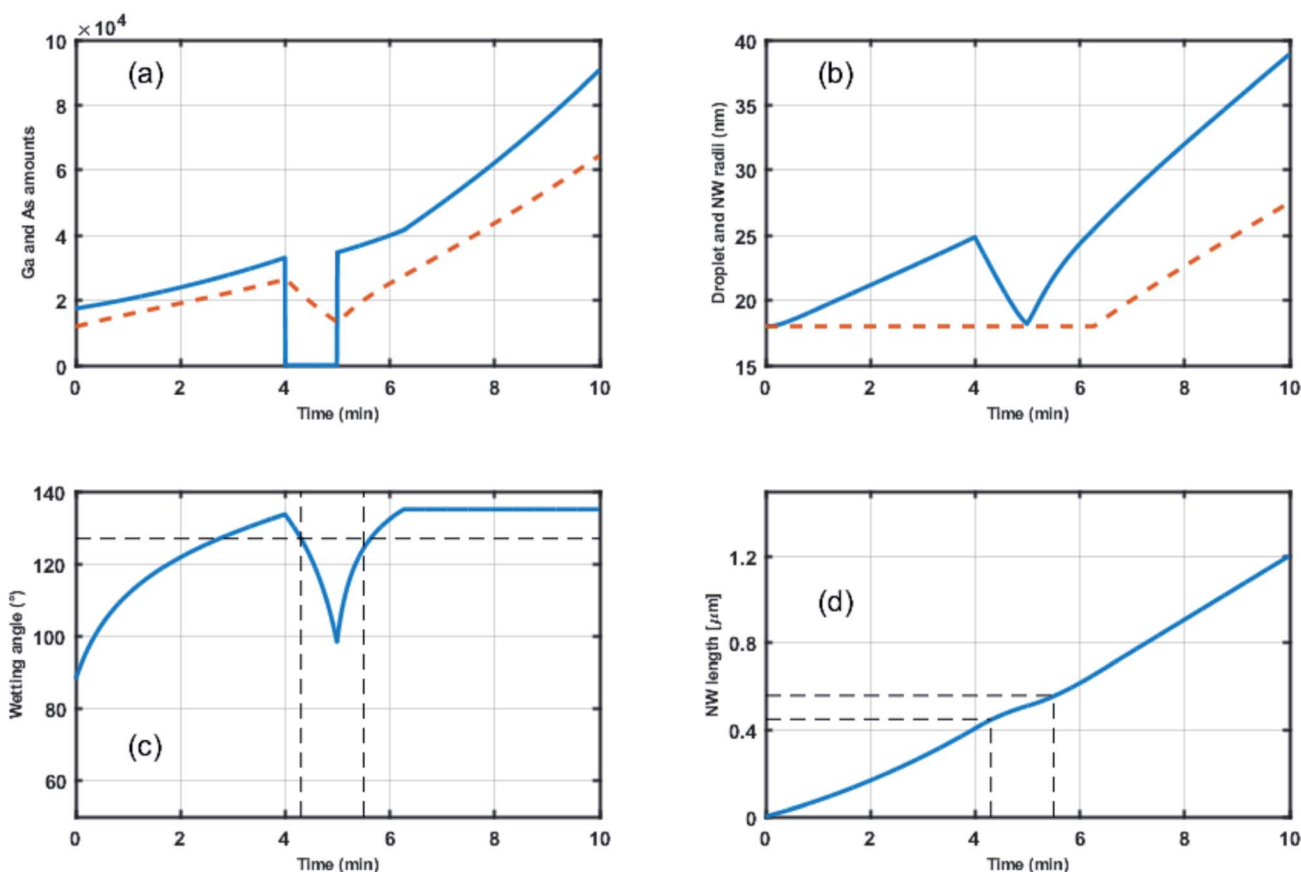 × 10⁴
10
8
6
4
2
0
Ga and As amounts
(a)
0 2 4 6 8 10
Time (min)
40
35
30
25
20
15
Droplet and NW radii (nm)
(b)
0 2 4 6 8 10
Time (min)
140
120
100
80
60
Wetting angle (°)
(c)
0 2 4 6 8 10
Time (min)
1.2
0.8
0.4
0
NW length [μm]
(d)
0 2 4 6 8 10
Time (min)